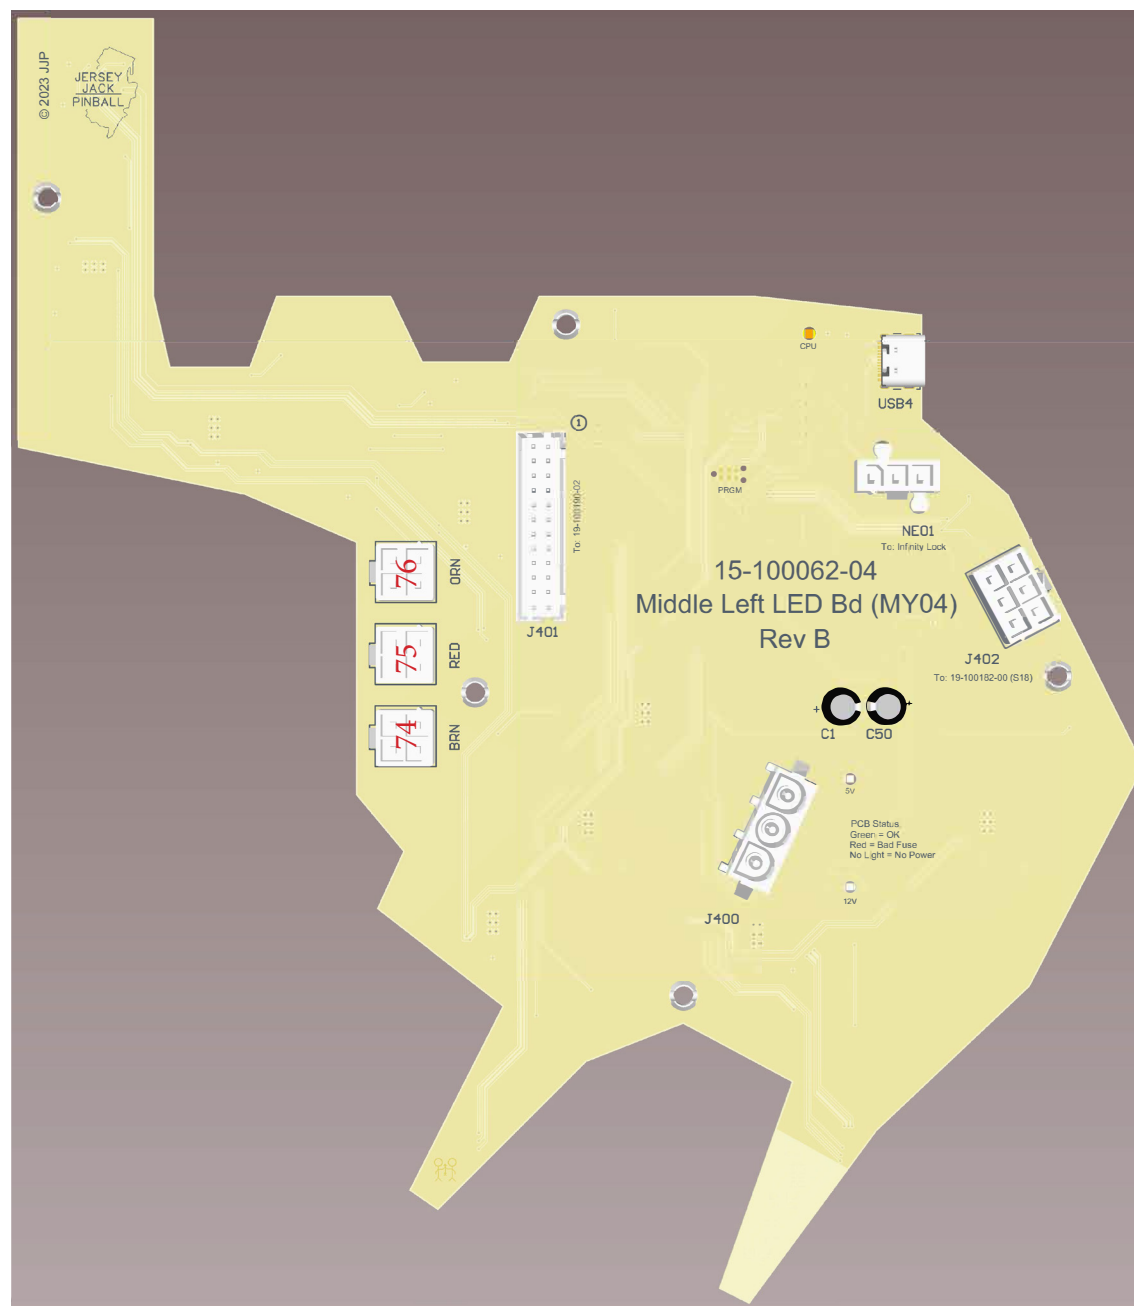 © 2023 JJP
JERSEY
JACK
PINBALL
CPU
USB4
1
To: 19-100190-02
PRGM
NEO1
To: Infinity Lock
76
ORN
15-100062-04
Middle Left LED Bd (MY04)
Rev B
J401
75
RED
J402
To: 19-100182-00 (S18)
74
BRN
+
+
C1
C50
5V
PCB Status
Green = OK
Red = Bad Fuse
No Light = No Power
12V
J400